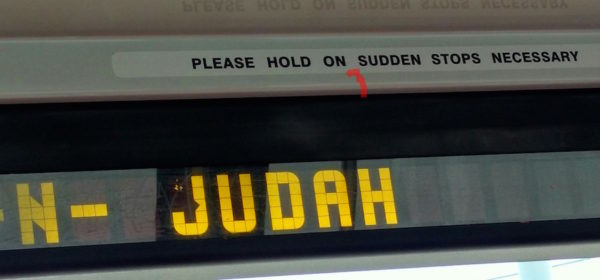 PLEASE HOLD ON SUDDEN STOPS NECESSARY
-N- JUDAH